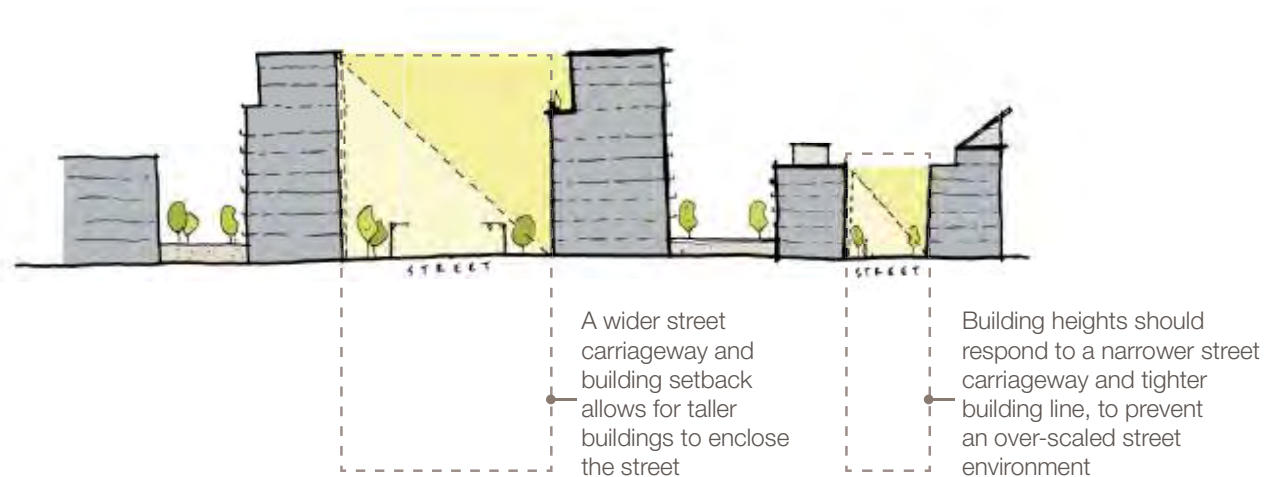 STREET
STREET
A wider street
carriageway and
building setback
allows for taller
buildings to enclose
the street
Building heights should
respond to a narrower street
carriageway and tighter
building line, to prevent
an over-scaled street
environment